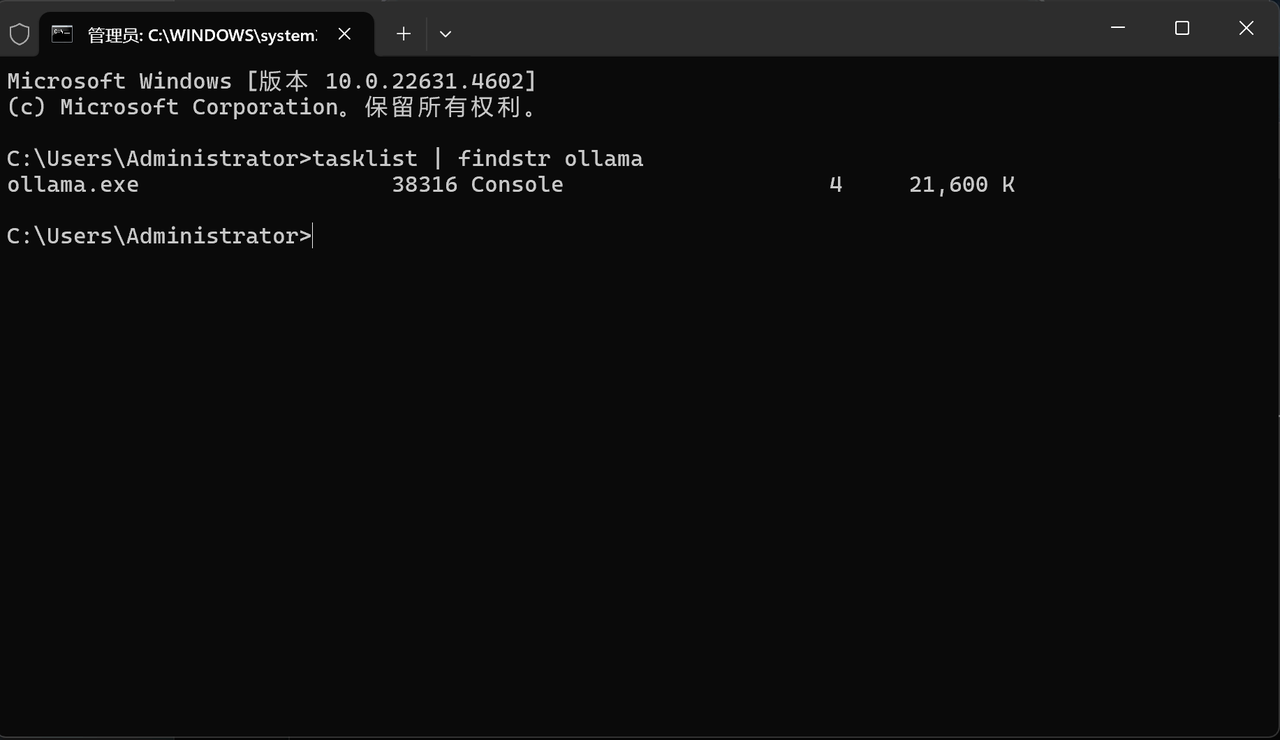 管理员: C:\WINDOWS\system
Microsoft Windows [版本 10.0.22631.4602]
(c) Microsoft Corporation。保留所有权利。
C:\Users\Administrator>tasklist | findstr ollama
ollama.exe                   38316 Console                    4     21,600 K
C:\Users\Administrator>